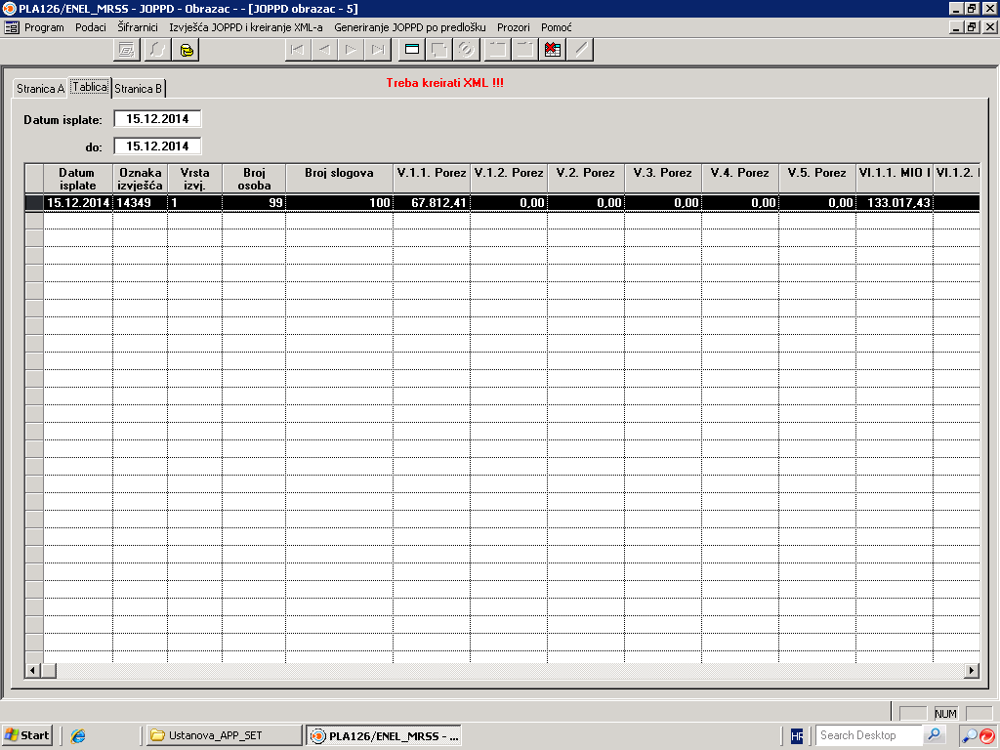 PLA126/ENEL_MRSS - JOPPD - Obrazac - - [JOPPD obrazac - 5]
Program Podaci Šifrarnici Izvješća JOPPD i kreiranje XML-a Generiranje JOPPD po predlošku Prozori Pomoć
Treba kreirati XML !!!
Stranica A Tablica Stranica B
Datum isplate: 15.12.2014
do: 15.12.2014
Datum isplate Oznaka izvješća Vrsta izvj. Broj osoba Broj slogova V.1.1. Porez V.1.2. Porez V.2. Porez V.3. Porez V.4. Porez V.5. Porez VI.1.1. MIO I VI.1.2.
15.12.2014 14349 1 99 100 67.812,41 0,00 0,00 0,00 0,00 0,00 133.017,43
NUM
Start Ustanova_APP_SET PLA126/ENEL_MRSS - ... HR Search Desktop